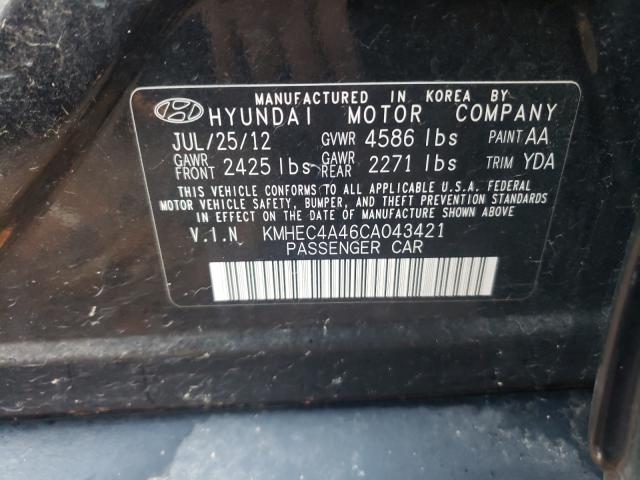 MANUFACTURED IN KOREA BY
HYUNDAI MOTOR COMPANY
JUL/25/12 GVWR 4586 lbs PAINT AA
GAWR FRONT 2425 lbs GAWR REAR 2271 lbs TRIM YDA
THIS VEHICLE CONFORMS TO ALL APPLICABLE U.S.A. FEDERAL
MOTOR VEHICLE SAFETY, BUMPER, AND THEFT PREVENTION STANDARDS
IN EFFECT ON THE DATE OF MANUFACTURE SHOWN ABOVE.
V.I.N KMHEC4A46CA043421
PASSENGER CAR